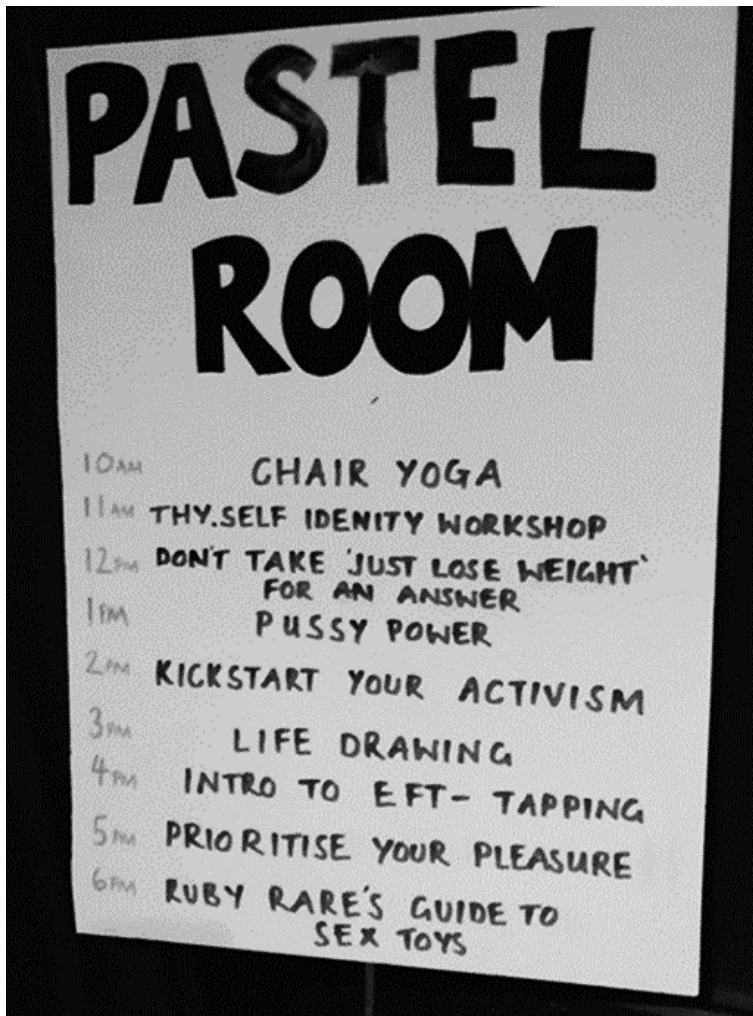 PASTEL
ROOM
10AM CHAIR YOGA
11AM THY.SELF IDENITY WORKSHOP
12PM DON'T TAKE 'JUST LOSE WEIGHT'
FOR AN ANSWER
1PM PUSSY POWER
2PM KICKSTART YOUR ACTIVISM
3PM LIFE DRAWING
4PM INTRO TO EFT- TAPPING
5PM PRIORITISE YOUR PLEASURE
6PM RUBY RARE'S GUIDE TO
SEX TOYS